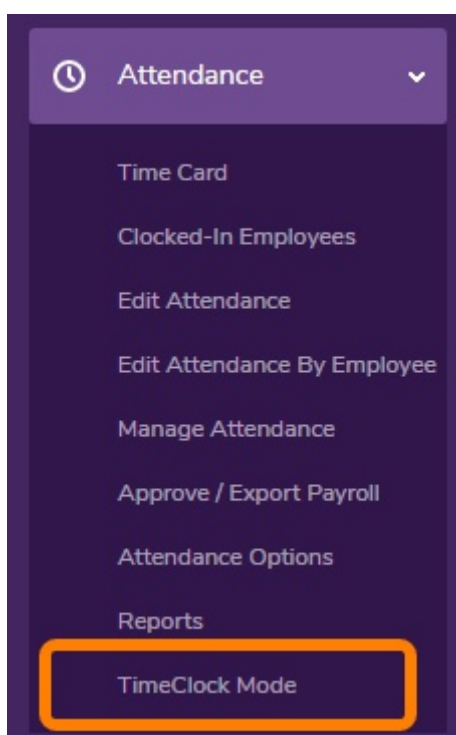 Attendance
Time Card
Clocked-In Employees
Edit Attendance
Edit Attendance By Employee
Manage Attendance
Approve / Export Payroll
Attendance Options
Reports
TimeClock Mode